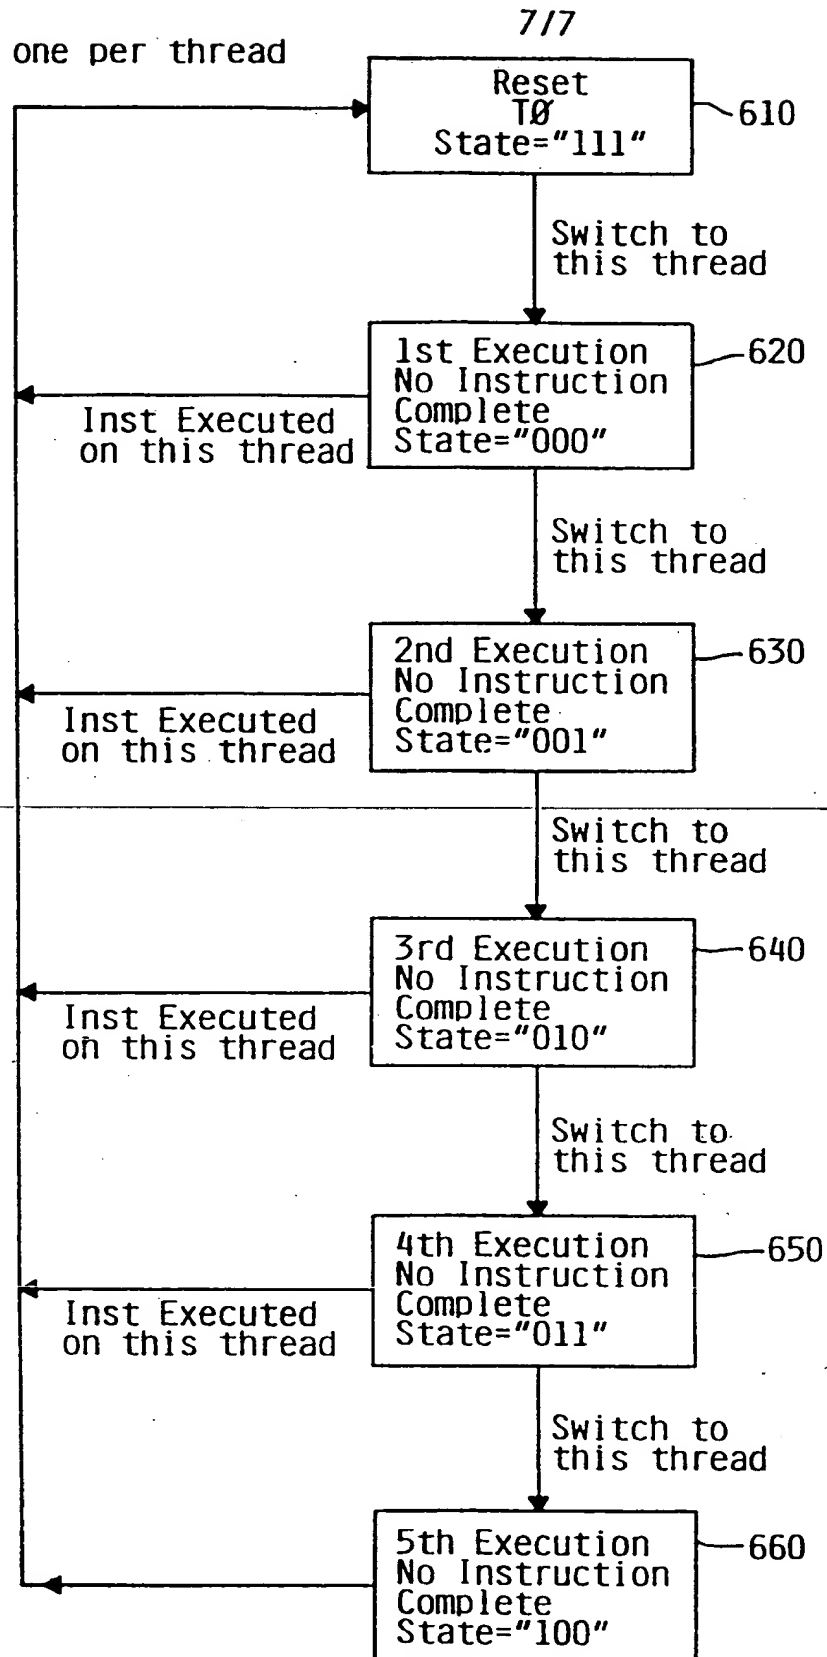 7/7
one per thread
Reset
TØ
State="111"
610
Switch to
this thread
1st Execution
No Instruction
Complete
State="000"
620
Inst Executed
on this thread
Switch to
this thread
2nd Execution
No Instruction
Complete
State="001"
630
Inst Executed
on this thread
Switch to
this thread
3rd Execution
No Instruction
Complete
State="010"
640
Inst Executed
on this thread
Switch to
this thread
4th Execution
No Instruction
Complete
State="011"
650
Inst Executed
on this thread
Switch to
this thread
5th Execution
No Instruction
Complete
State="100"
660